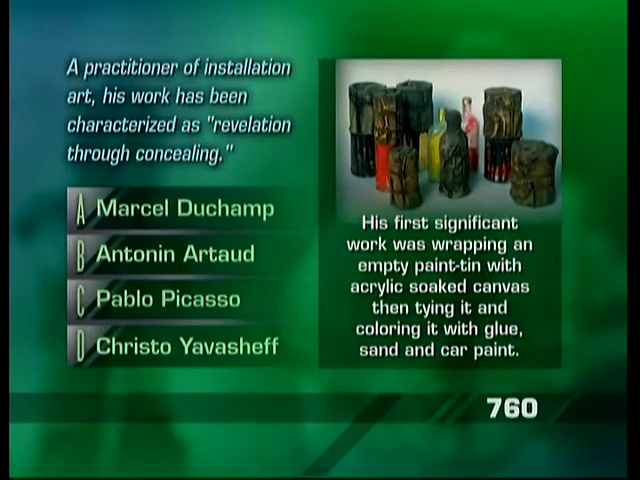 A practitioner of installation
art, his work has been
characterized as "revelation
through concealing."
A Marcel Duchamp
B Antonin Artaud
C Pablo Picasso
D Christo Yavasheff
His first significant
work was wrapping an
empty paint-tin with
acrylic soaked canvas
then tying it and
coloring it with glue,
sand and car paint.
760